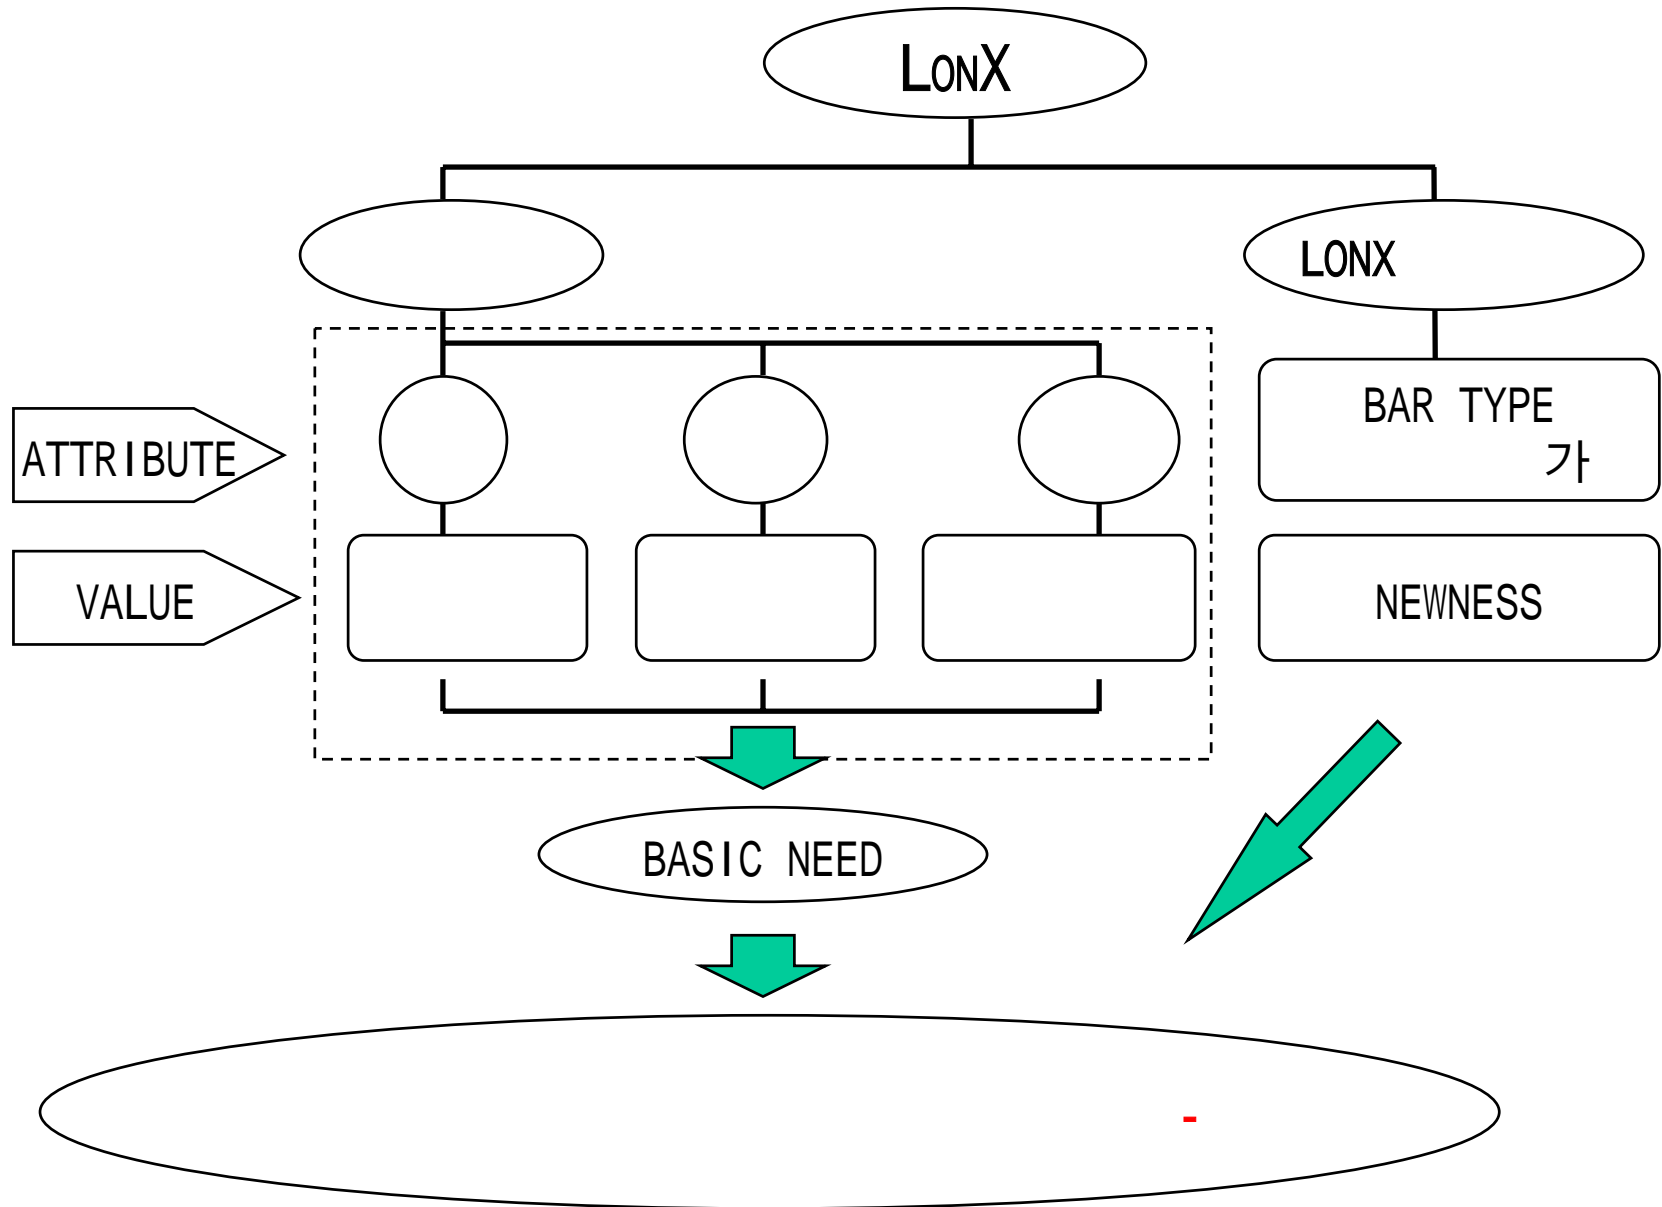 LONX
LONX
BAR TYPE
가
ATTRIBUTE
VALUE
NEWNESS
BASIC NEED
-